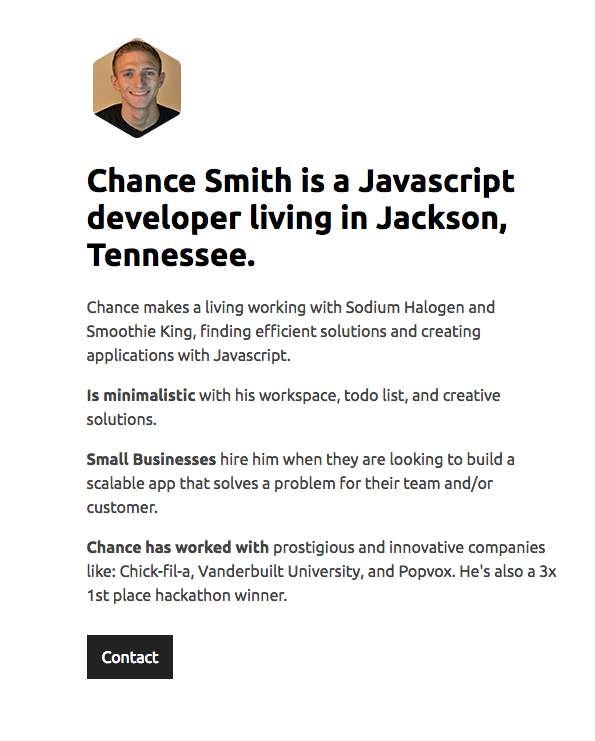 Chance Smith is a Javascript
developer living in Jackson,
Tennessee.
Chance makes a living working with Sodium Halogen and
Smoothie King, finding efficient solutions and creating
applications with Javascript.
Is minimalistic with his workspace, todo list, and creative
solutions.
Small Businesses hire him when they are looking to build a
scalable app that solves a problem for their team and/or
customer.
Chance has worked with prostigious and innovative companies
like: Chick-fil-a, Vanderbuilt University, and Popvox. He's also a 3x
1st place hackathon winner.
Contact